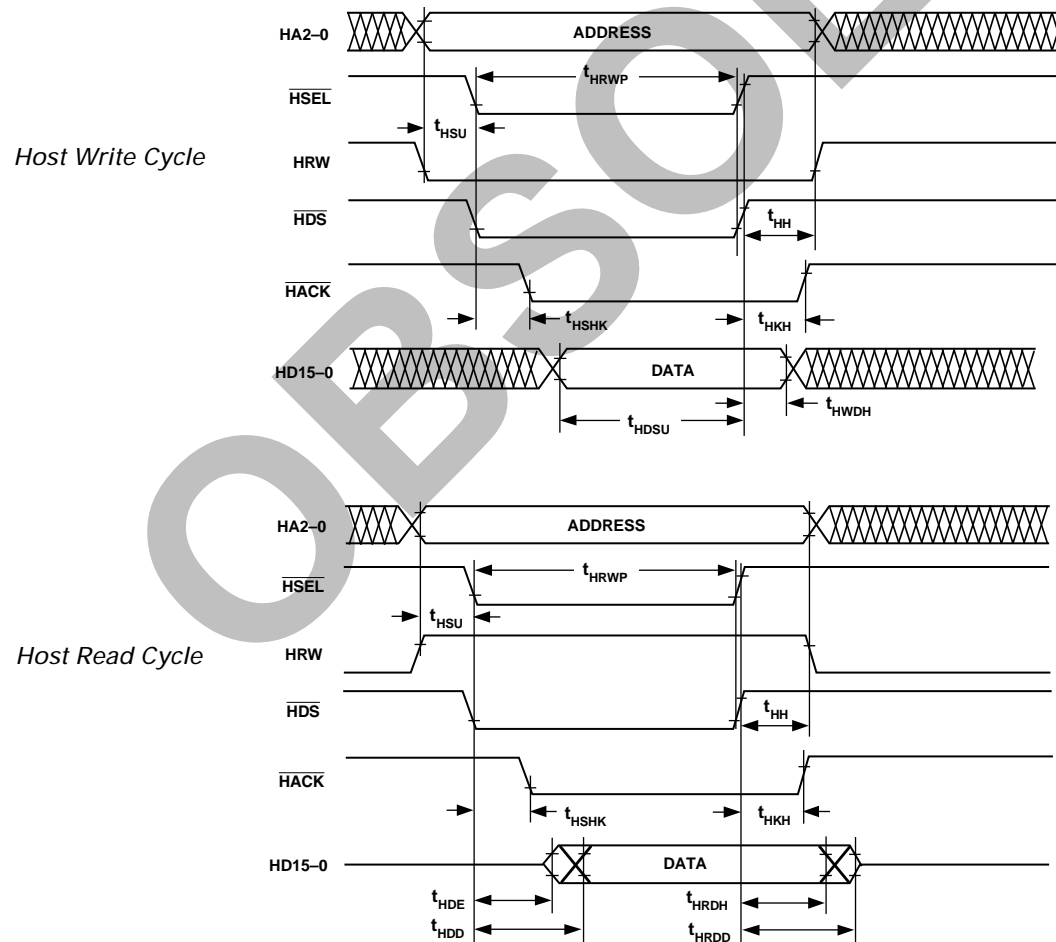 HA2–0
ADDRESS
tHRWP
HSEL
tHSU
Host Write Cycle
HRW
HDS
tHH
HACK
tHSHK
tHKH
HD15–0
DATA
tHWDH
tHDSU
HA2–0
ADDRESS
tHRWP
HSEL
tHSU
Host Read Cycle
HRW
HDS
tHH
HACK
tHSHK
tHKH
HD15–0
DATA
tHDE
tHRDH
tHDD
tHRDD
OBSOL